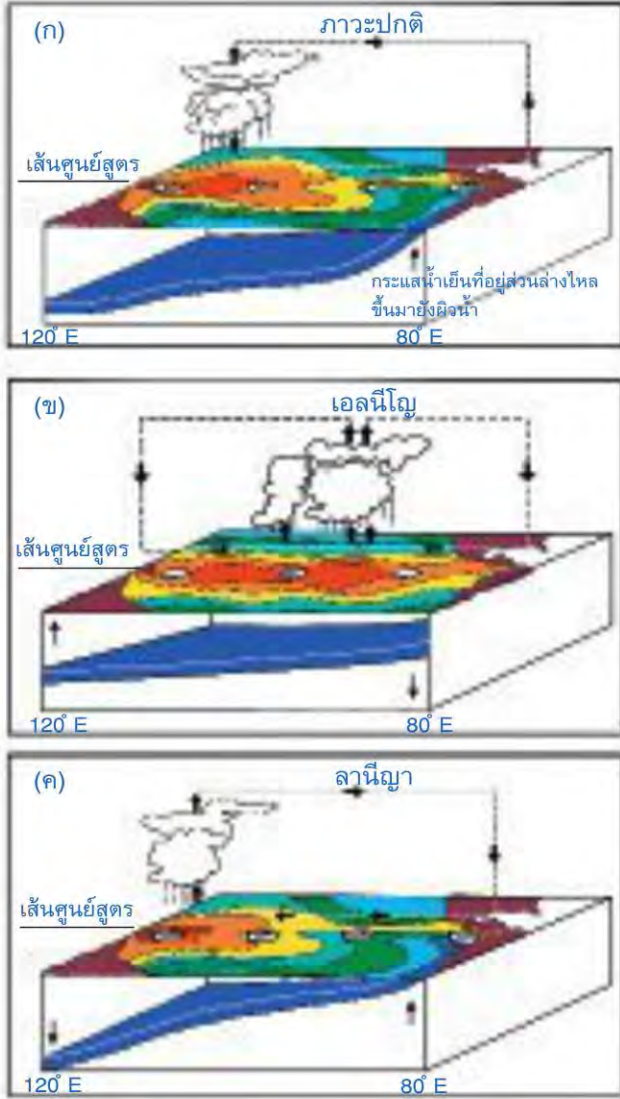 (ก)
ภาวะปกติ
เส้นศูนย์สูตร
กระแสน้ำเย็นที่อยู่ส่วนล่างไหล
ขึ้นมายังผิวน้ำ
120° E
80° E
(ข)
เอลนีโญ
เส้นศูนย์สูตร
120° E
80° E
(ค)
ลานีญา
เส้นศูนย์สูตร
120° E
80° E